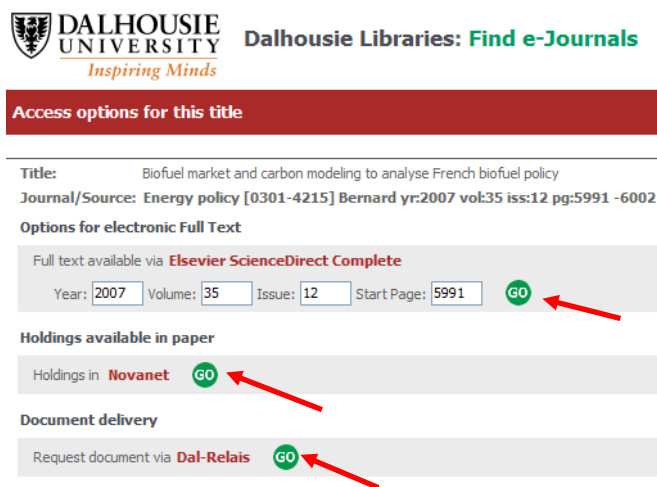 DALHOUSIE
UNIVERSITY
Inspiring Minds
Dalhousie Libraries: Find e-Journals
Access options for this title
Title: Biofuel market and carbon modeling to analyse French biofuel policy
Journal/Source: Energy policy [0301-4215] Bernard yr:2007 vol:35 iss:12 pg:5991 -6002
Options for electronic Full Text
Full text available via Elsevier ScienceDirect Complete
Year: 2007 Volume: 35 Issue: 12 Start Page: 5991 GO
Holdings available in paper
Holdings in Novanet GO
Document delivery
Request document via Dal-Relais GO